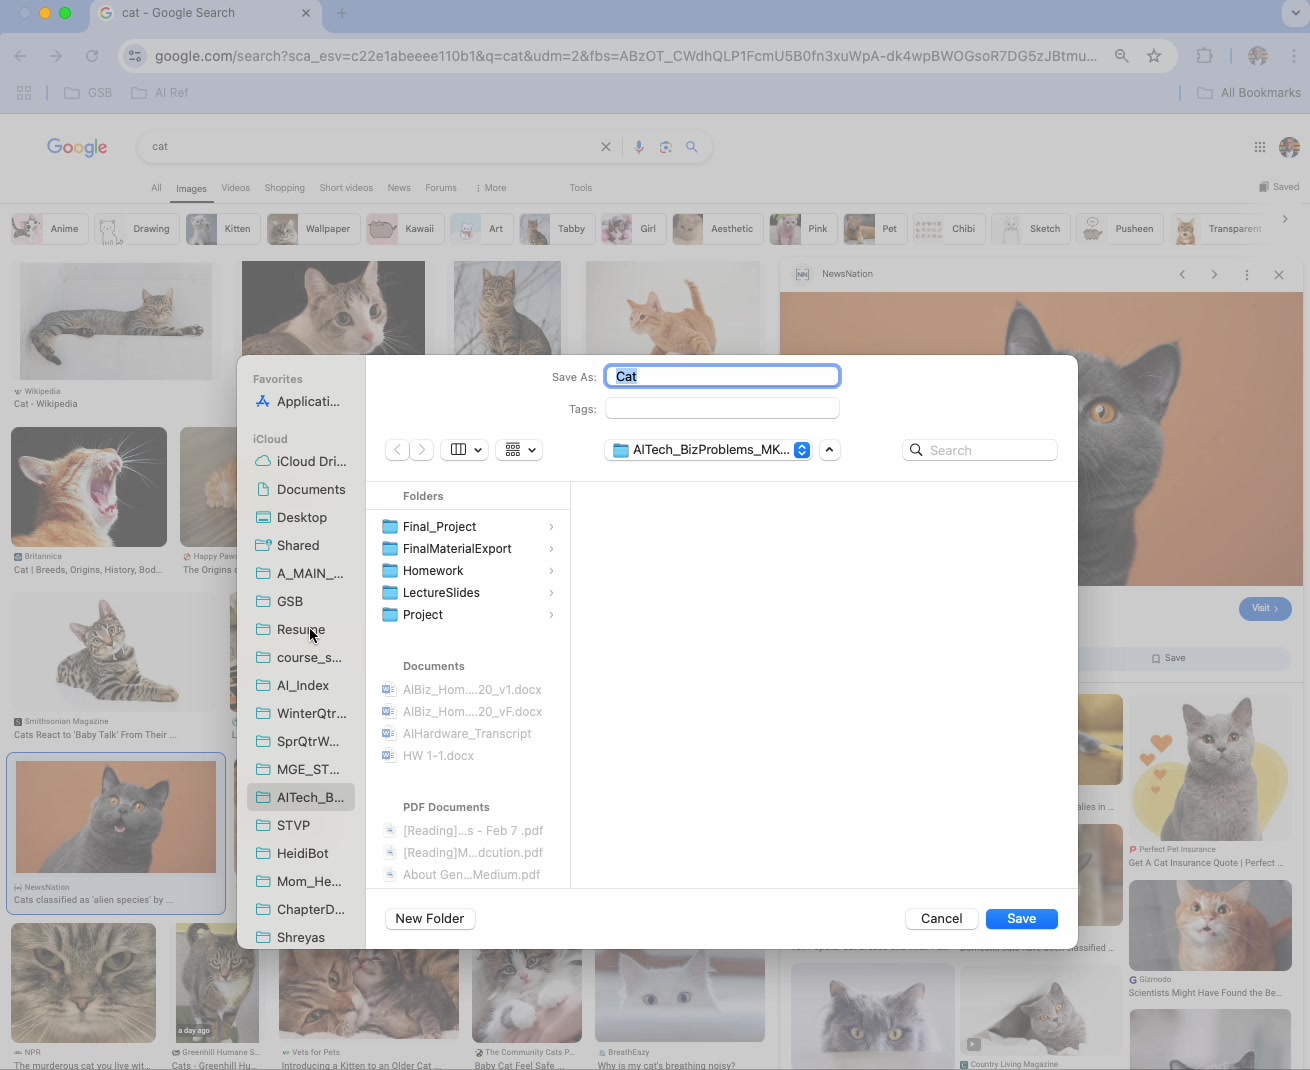 cat - Google Search
google.com/search?sca_esv=c22e1abeeee110b1&q=cat&udm=2&fbs=ABzOT_CWdhQLP1FcmU5B0fn3xuWpA-dk4wpBWOGsoR7DG5zJBtmu...
GSB
AI Ref
All Bookmarks
Google
cat
All
Images
Videos
Shopping
Short videos
News
Forums
More
Tools
Saved
Anime
Drawing
Kitten
Wallpaper
Kawaii
Art
Tabby
Girl
Aesthetic
Pink
Pet
Chibi
Sketch
Pusheen
Transparent
NN NewsNation
Wikipedia
Cat - Wikipedia
Britannica
Cat | Breeds, Origins, History, Bod...
Happy Paws
The Origins
Smithsonian Magazine
Cats React to 'Baby Talk' From Their ...
NewsNation
Cats classified as 'alien species' by ...
Favorites
Applicati...
iCloud
iCloud Dri...
Documents
Desktop
Shared
A_MAIN_...
GSB
Resume
course_s...
AI_Index
WinterQtr...
SprQtrW...
MGE_ST...
AITech_B...
STVP
HeidiBot
Mom_He...
ChapterD...
Shreyas
Save As:
Cat
Tags:
AITech_BizProblems_MK...
Search
Folders
Final_Project
FinalMaterialExport
Homework
LectureSlides
Project
Documents
AIBiz_Hom....20_v1.docx
AIBiz_Hom....20_vF.docx
AIHardware_Transcript
HW 1-1.docx
PDF Documents
[Reading]...s - Feb 7 .pdf
[Reading]M...dcution.pdf
About Gen...Medium.pdf
New Folder
Cancel
Save
Visit
Save
alies in ...
Perfect Pet Insurance
Get A Cat Insurance Quote | Perfect ...
classified ...
Gizmodo
Scientists Might Have Found the Be...
a day ago
NPR
The murderous cat you live wit...
Greenhill Humane S...
Cats - Greenhill Hu...
Vets for Pets
Introducing a Kitten to an Older Cat ...
The Community Cats P...
Baby Cat Feel Safe ...
BreathEazy
Why is my cat's breathing noisy?
Country Living Magazine